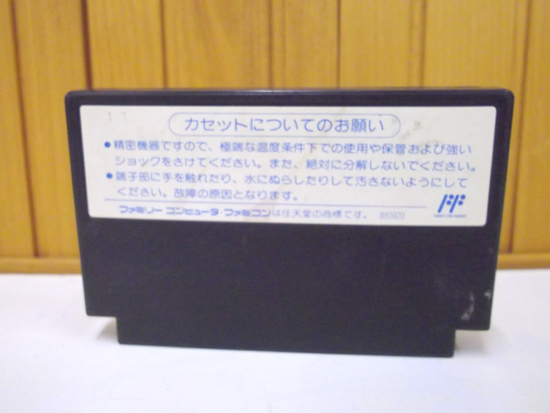 カセットについてのお願い
●精密機器ですので、極端な温度条件下での使用や保管および強い
ショックをさけてください。また、絶対に分解しないでください。
●端子部に手を触れたり、水にぬらしたりして汚さないようにして
ください。故障の原因となります。
ファミリーコンピュータ・ファミコンは任天堂の商標です。